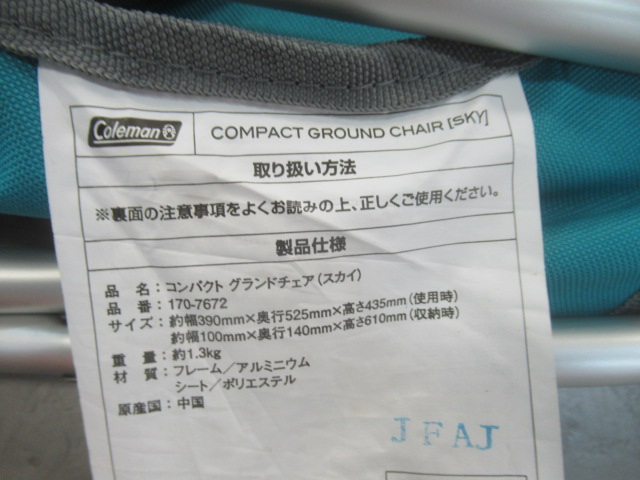 Coleman
COMPACT GROUND CHAIR [SKY]
取り扱い方法
※裏面の注意事項をよくお読みの上、正しくご使用ください。
製品仕様
品名：コンパクト グランドチェア（スカイ）
品番：170-7672
サイズ：約幅390mm×奥行525mm×高さ435mm（使用時）
約幅100mm×奥行140mm×高さ610mm（収納時）
重量：約1.3kg
材質：フレーム／アルミニウム
シート／ポリエステル
原産国：中国
JFAJ